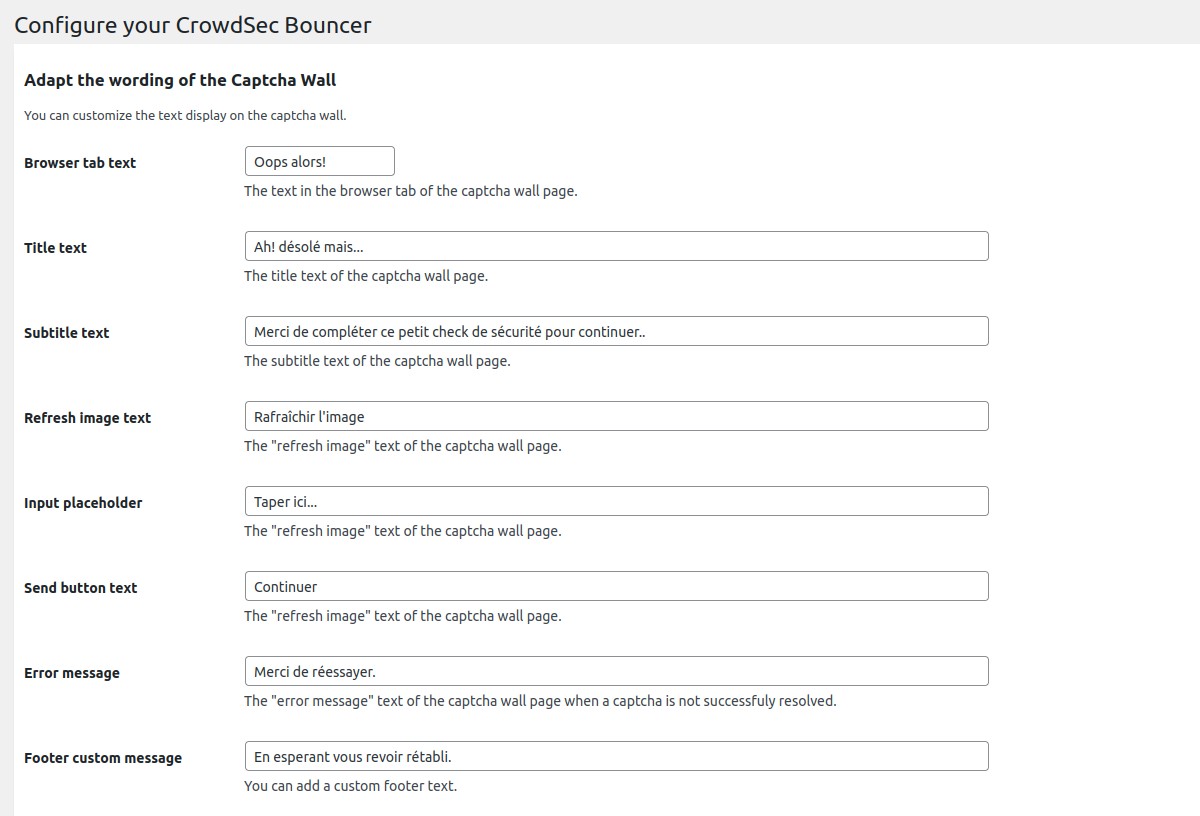 Configure your CrowdSec Bouncer
Adapt the wording of the Captcha Wall
You can customize the text display on the captcha wall.
Browser tab text
Oops alors!
The text in the browser tab of the captcha wall page.
Title text
Ah! désolé mais...
The title text of the captcha wall page.
Subtitle text
Merci de compléter ce petit check de sécurité pour continuer..
The subtitle text of the captcha wall page.
Refresh image text
Rafraîchir l'image
The "refresh image" text of the captcha wall page.
Input placeholder
Taper ici...
The "refresh image" text of the captcha wall page.
Send button text
Continuer
The "refresh image" text of the captcha wall page.
Error message
Merci de réessayer.
The "error message" text of the captcha wall page when a captcha is not successfuly resolved.
Footer custom message
En esperant vous revoir rétabli.
You can add a custom footer text.